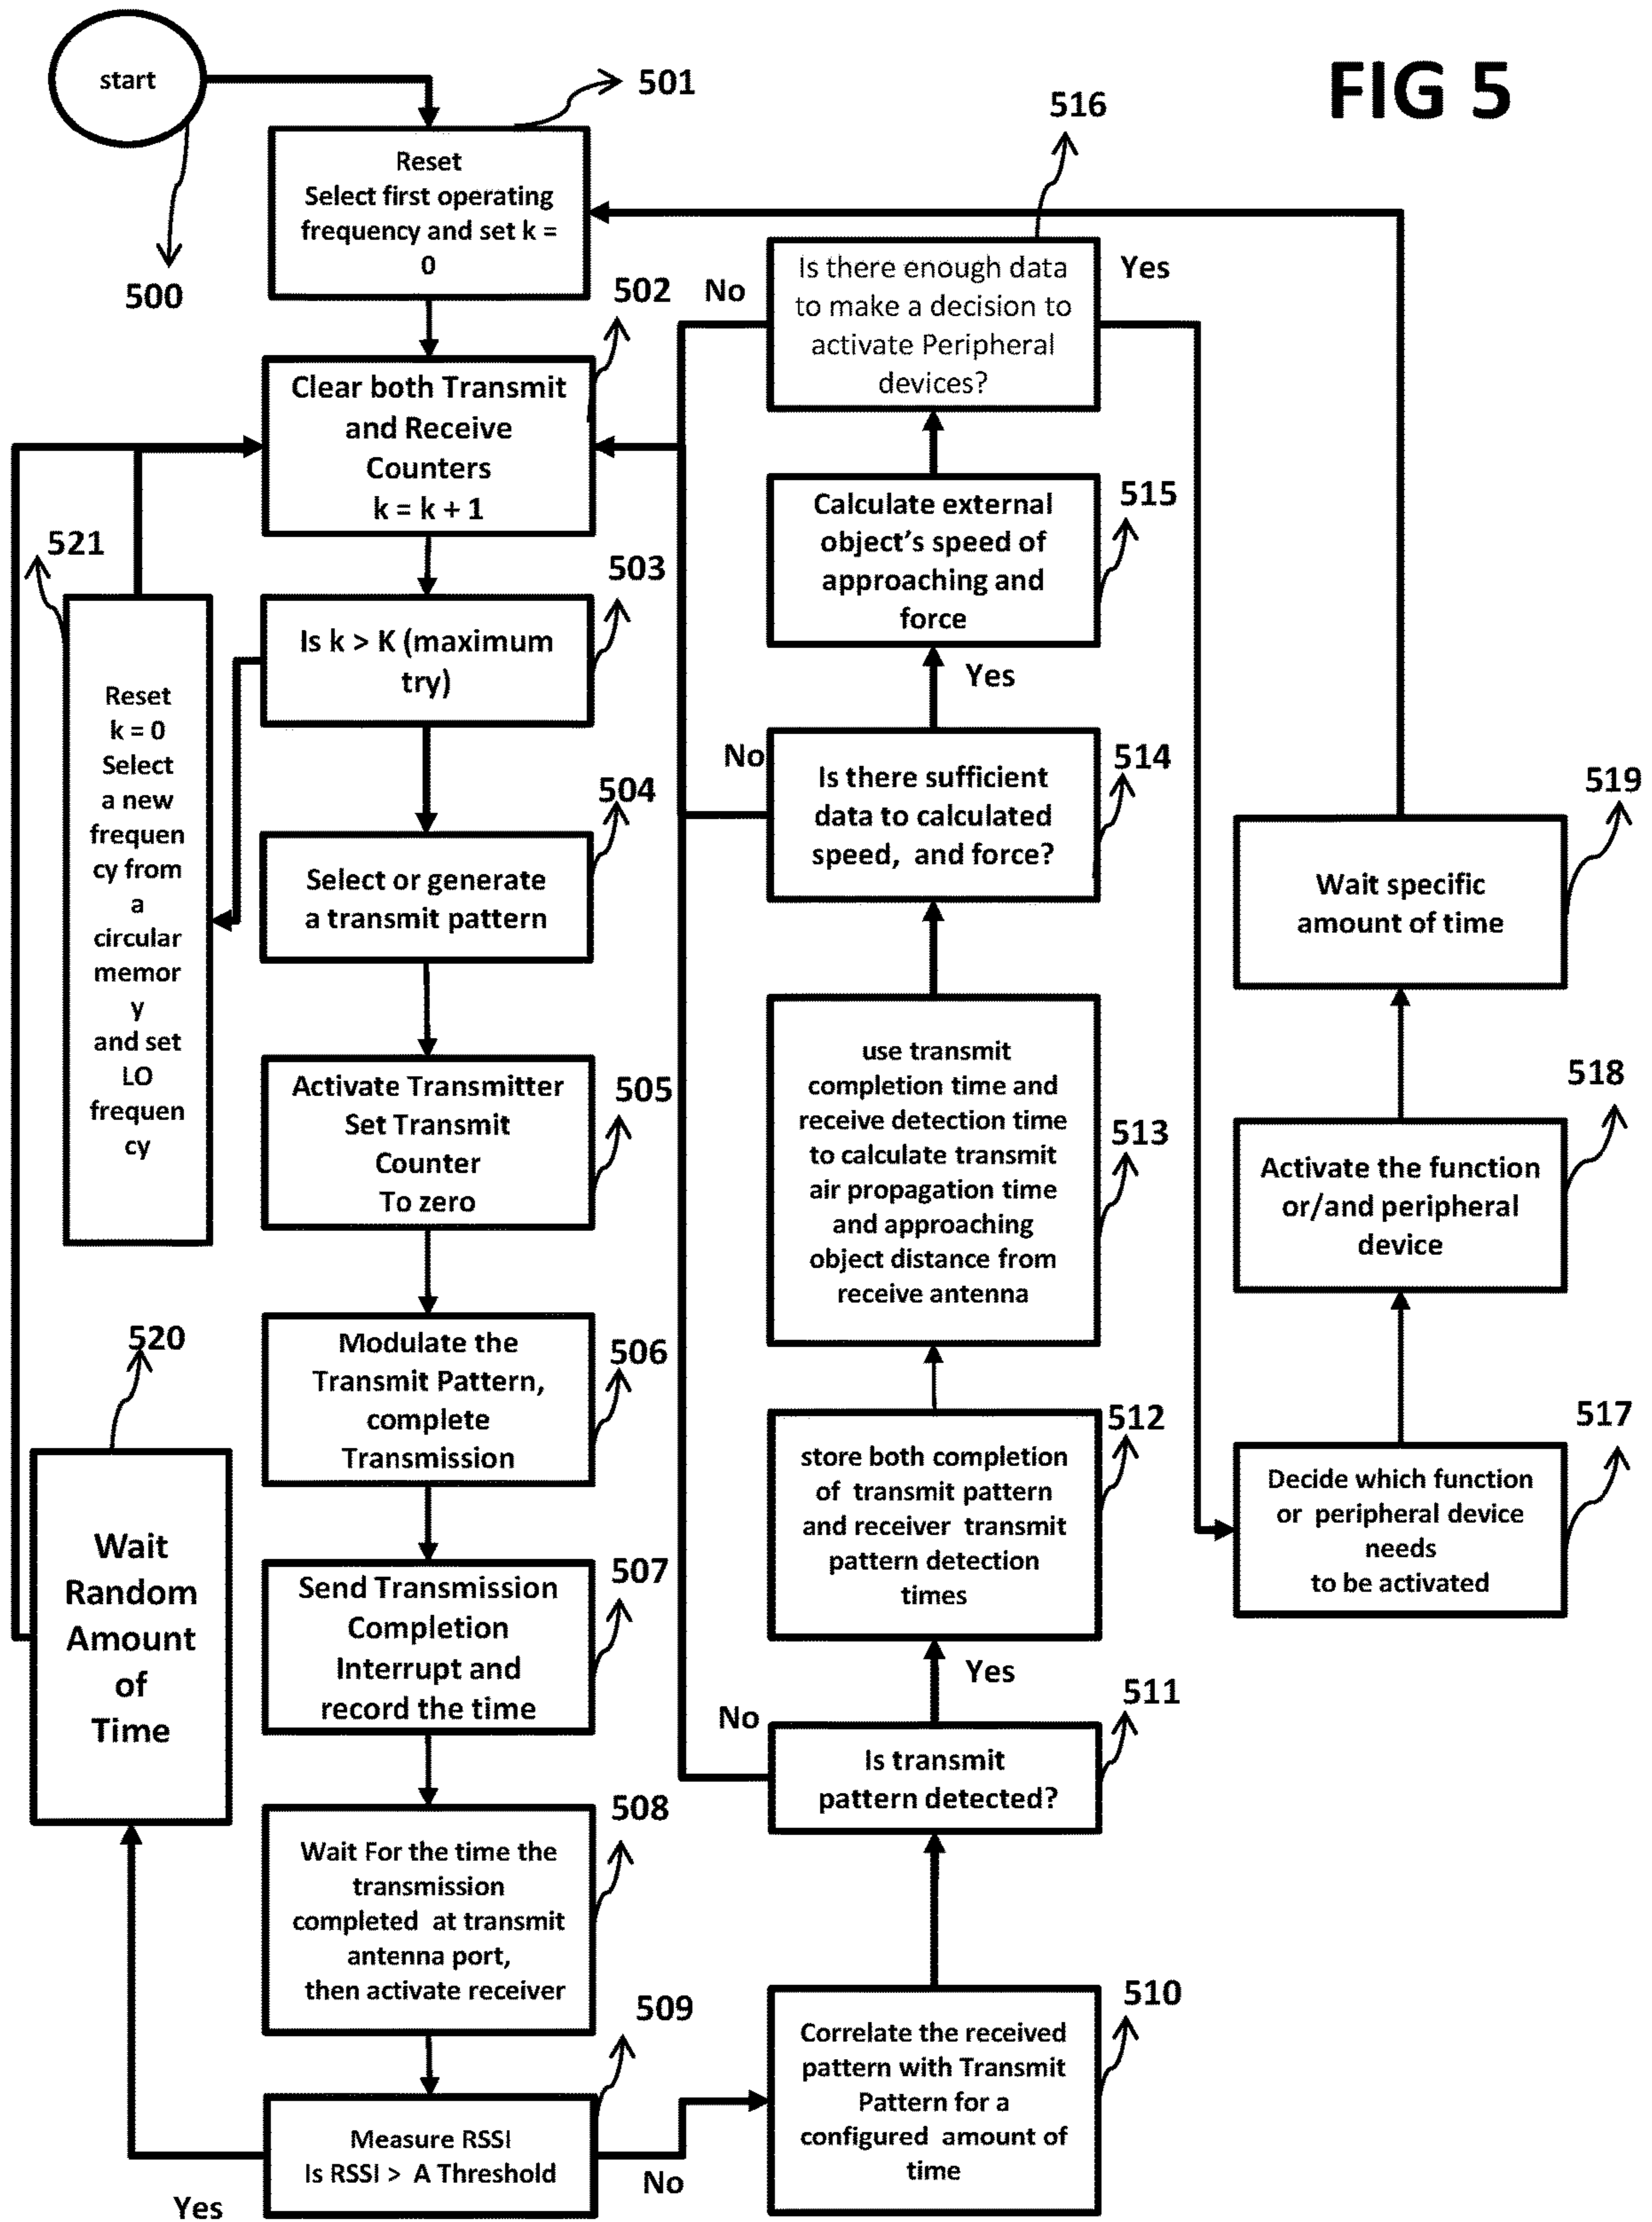 FIG 5
start
500
501
Reset
Select first operating
frequency and set k =
0
502
Clear both Transmit
and Receive
Counters
k = k + 1
503
Is k > K (maximum
try)
521
Reset
k = 0
Select
a new
frequen
cy from
a
circular
memor
y
and set
LO
frequen
cy
504
Select or generate
a transmit pattern
505
Activate Transmitter
Set Transmit
Counter
To zero
506
Modulate the
Transmit Pattern,
complete
Transmission
507
Send Transmission
Completion
Interrupt and
record the time
508
Wait For the time the
transmission
completed at transmit
antenna port,
then activate receiver
509
Measure RSSI
Is RSSI > A Threshold
Yes
No
520
Wait
Random
Amount
of
Time
510
Correlate the received
pattern with Transmit
Pattern for a
configured amount of
time
511
Is transmit
pattern detected?
No
Yes
512
store both completion
of transmit pattern
and receiver transmit
pattern detection
times
513
use transmit
completion time and
receive detection time
to calculate transmit
air propagation time
and approaching
object distance from
receive antenna
514
Is there sufficient
data to calculated
speed, and force?
No
Yes
515
Calculate external
object's speed of
approaching and
force
516
Is there enough data
to make a decision to
activate Peripheral
devices?
No
Yes
517
Decide which function
or peripheral device
needs
to be activated
518
Activate the function
or/and peripheral
device
519
Wait specific
amount of time